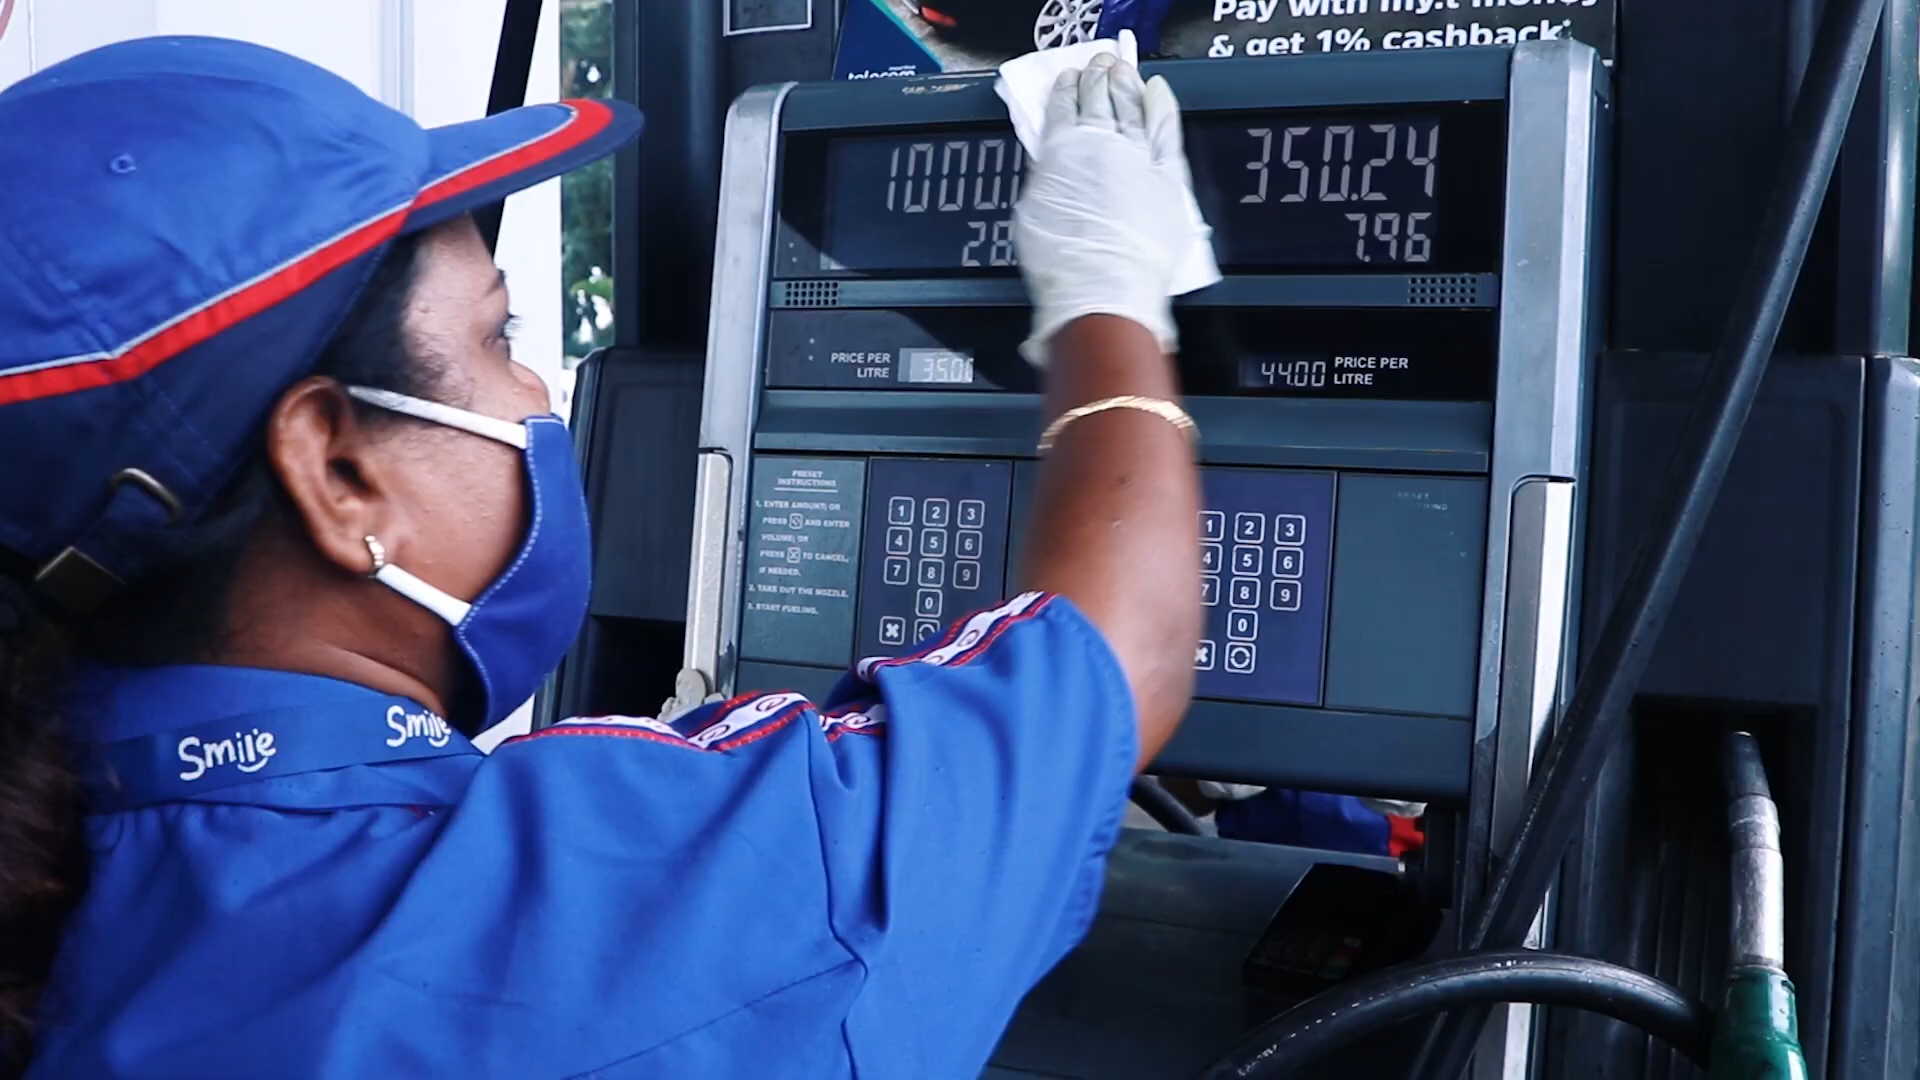 Pay with my.t money
& get 1% cashback*
telecom
1000.
28.
350.24
7.96
PRICE PER
LITRE
35.00
44.00
PRICE PER
LITRE
PRESET
INSTRUCTIONS
1. ENTER AMOUNT; OR
PRESS AND ENTER
VOLUME; OR
PRESS TO CANCEL,
IF NEEDED.
2. TAKE OUT THE NOZZLE.
3. START FUELING.
1 2 3
4 5 6
7 8 9
0
1 2 3
4 5 6
7 8 9
0
Smile
Smile